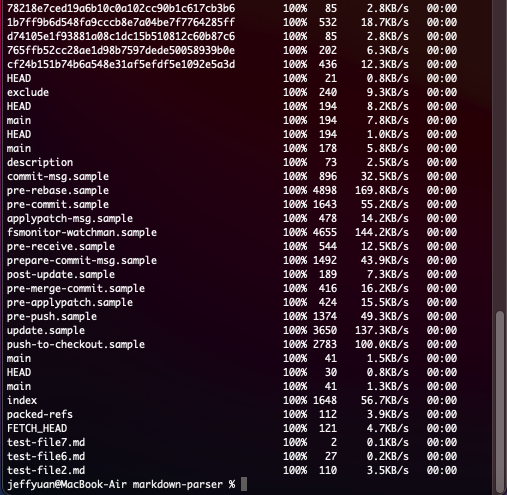 78218e7ced19a6b10c0a102cc90b1c617cb3b6 100% 85 2.8KB/s 00:00
1b7ff9b6d548fa9cccb8e7a04be7f7764285ff 100% 532 18.7KB/s 00:00
d74105e1f93881a08c1dc15b510812c60b87c6 100% 85 2.8KB/s 00:00
765ffb52cc28ae1d98b7597dede50058939b0e 100% 202 6.3KB/s 00:00
cf24b151b74b6a548e31af5efdf5e1092e5a3d 100% 436 12.3KB/s 00:00
HEAD 100% 21 0.8KB/s 00:00
exclude 100% 240 9.3KB/s 00:00
HEAD 100% 194 8.2KB/s 00:00
main 100% 194 7.8KB/s 00:00
HEAD 100% 194 1.0KB/s 00:00
main 100% 178 5.8KB/s 00:00
description 100% 73 2.5KB/s 00:00
commit-msg.sample 100% 896 32.5KB/s 00:00
pre-rebase.sample 100% 4898 169.8KB/s 00:00
pre-commit.sample 100% 1643 55.2KB/s 00:00
applypatch-msg.sample 100% 478 14.2KB/s 00:00
fsmonitor-watchman.sample 100% 4655 144.2KB/s 00:00
pre-receive.sample 100% 544 12.5KB/s 00:00
prepare-commit-msg.sample 100% 1492 43.9KB/s 00:00
post-update.sample 100% 189 7.3KB/s 00:00
pre-merge-commit.sample 100% 416 16.2KB/s 00:00
pre-applypatch.sample 100% 424 15.5KB/s 00:00
pre-push.sample 100% 1374 49.3KB/s 00:00
update.sample 100% 3650 137.3KB/s 00:00
push-to-checkout.sample 100% 2783 100.0KB/s 00:00
main 100% 41 1.5KB/s 00:00
HEAD 100% 30 0.8KB/s 00:00
main 100% 41 1.3KB/s 00:00
index 100% 1648 56.7KB/s 00:00
packed-refs 100% 112 3.9KB/s 00:00
FETCH_HEAD 100% 121 4.7KB/s 00:00
test-file7.md 100% 2 0.1KB/s 00:00
test-file6.md 100% 27 0.2KB/s 00:00
test-file2.md 100% 110 3.5KB/s 00:00
jeffyuan@MacBook-Air markdown-parser %